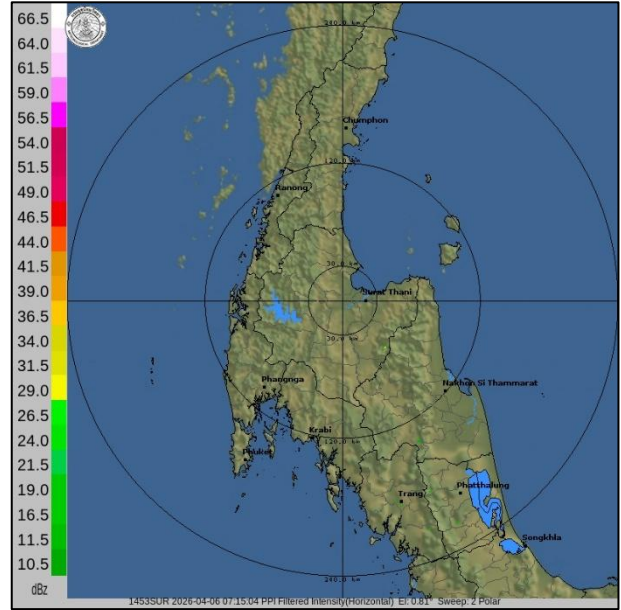 66.5
64.0
61.5
59.0
56.5
54.0
51.5
49.0
46.5
44.0
41.5
39.0
36.5
34.0
31.5
29.0
26.5
24.0
21.5
19.0
16.5
14.0
11.5
10.5
dBz
240.0 km
Chumphon
120.0 km
Ranong
30.0 km
Surat Thani
30.0 km
Phangnga
Nakhon Si Thammarat
Krabi
120.0 km
Phuket
Phatthalung
Trang
Songkhla
240.0 km
1453SUR 2026-04-06 07:15:04 PPI Filtered Intensity(Horizontal) El: 0.81° Sweep: 2 Polar